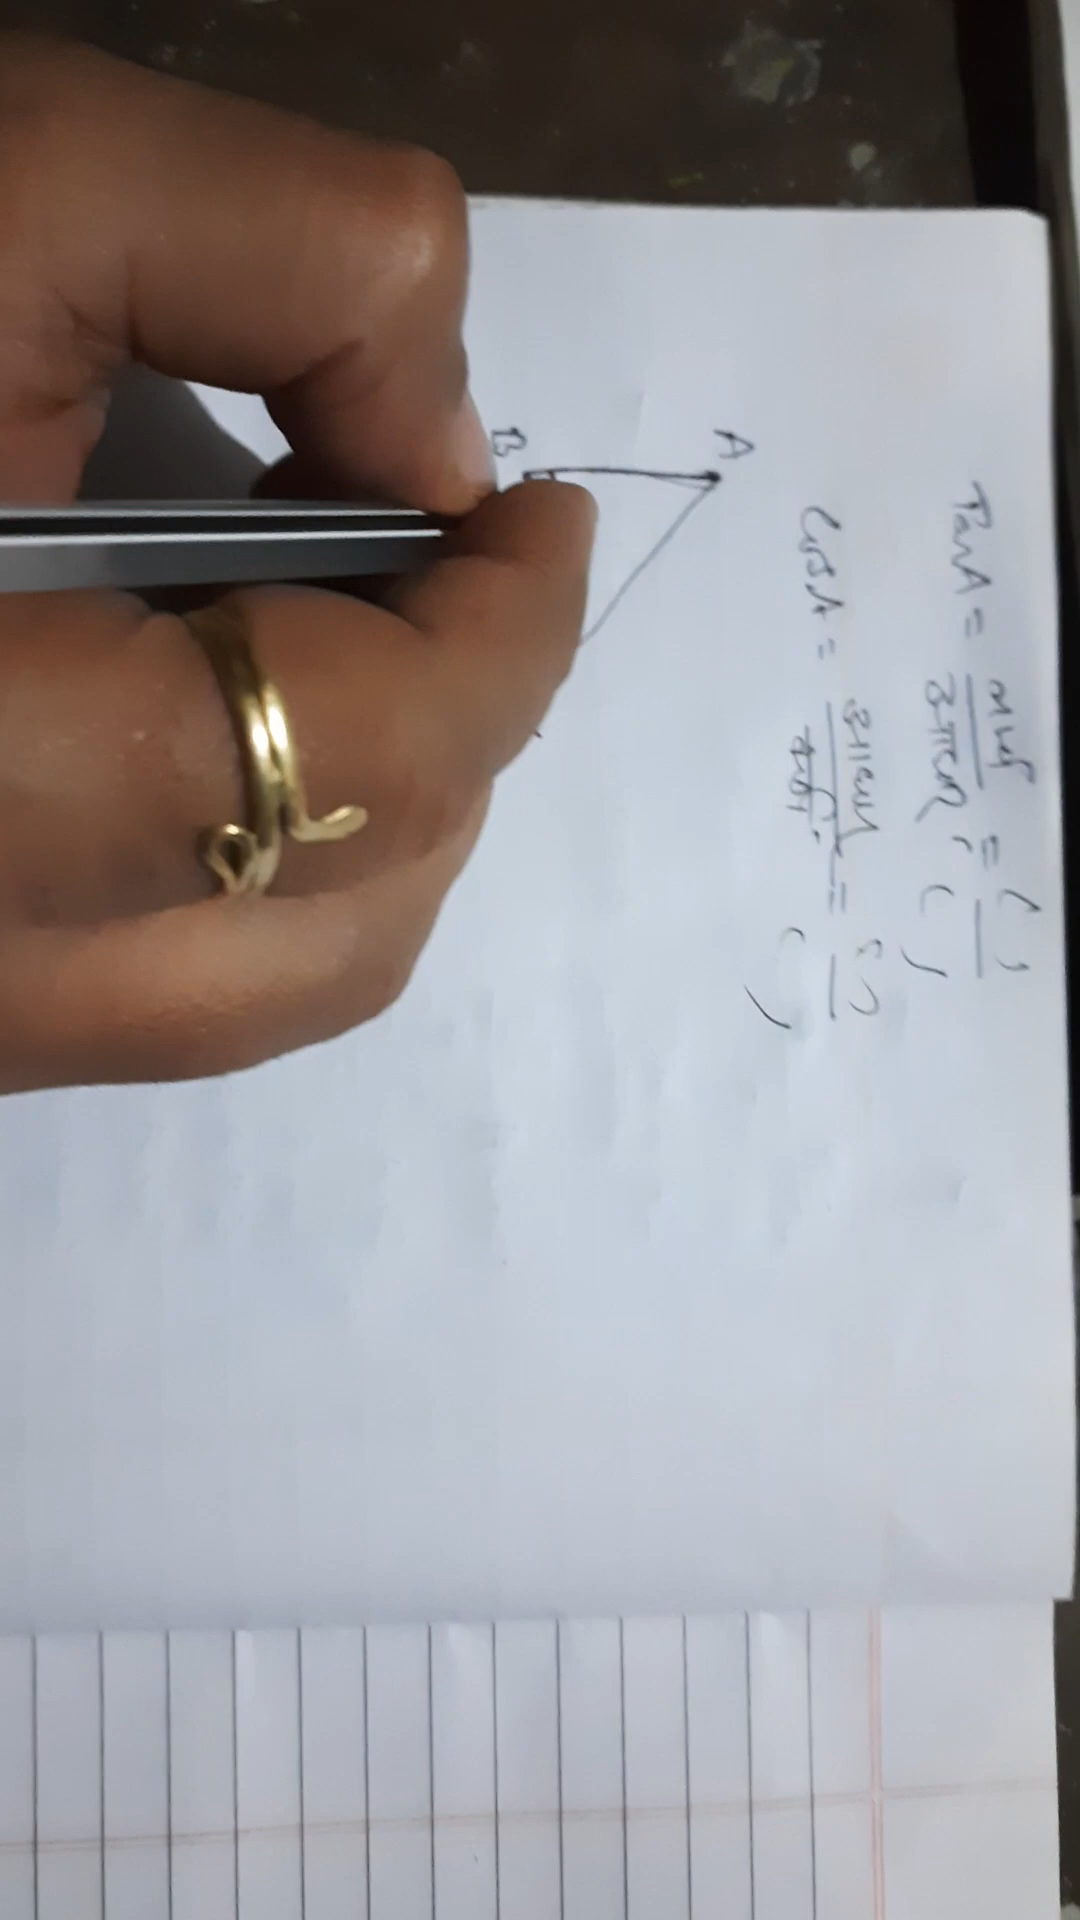 TanA = लम्ब / आधार = ( ) / ( )
CosA = आधार / कर्ण = ( ) / ( )
A
B